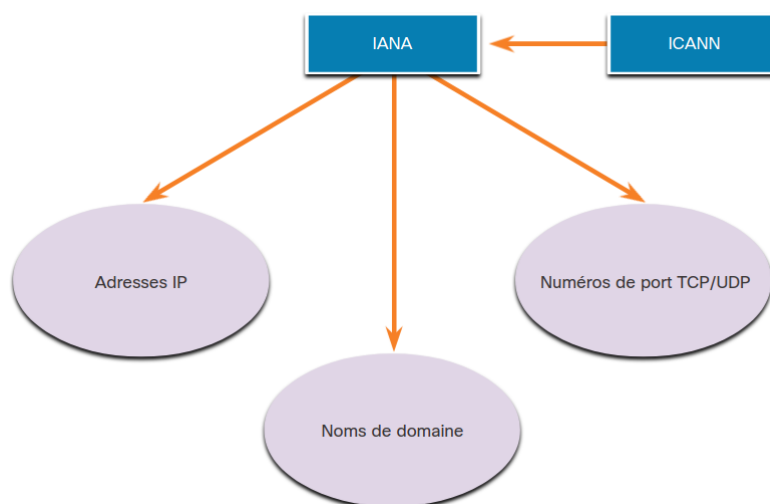 IANA
ICANN
Adresses IP
Numéros de port TCP/UDP
Noms de domaine